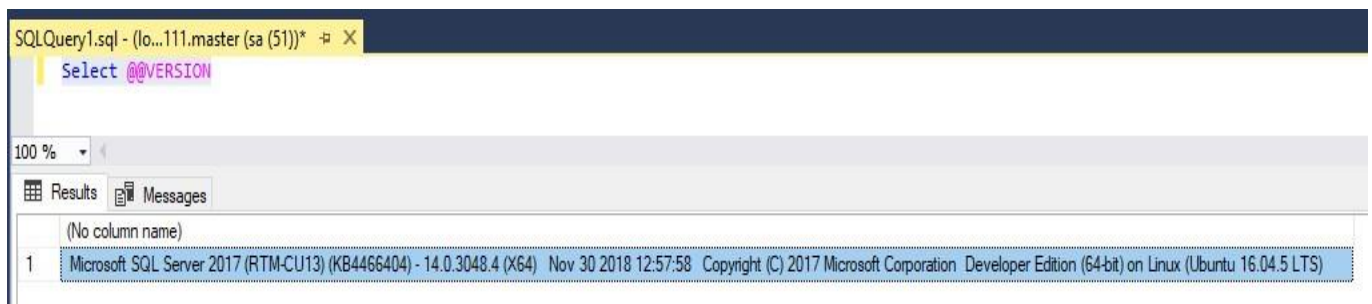 SQLQuery1.sql - (lo...111.master (sa (51))*
Select @@VERSION
100 %
Results Messages
(No column name)
1 Microsoft SQL Server 2017 (RTM-CU13) (KB4466404) - 14.0.3048.4 (X64) Nov 30 2018 12:57:58 Copyright (C) 2017 Microsoft Corporation Developer Edition (64-bit) on Linux (Ubuntu 16.04.5 LTS)